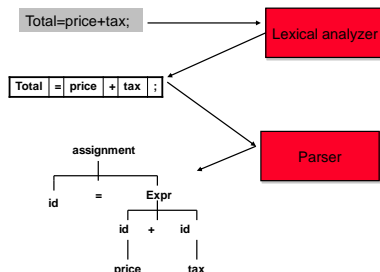 Total=price+tax;
Lexical analyzer
Total = price + tax ;
Parser
assignment
id = Expr
id + id
price tax